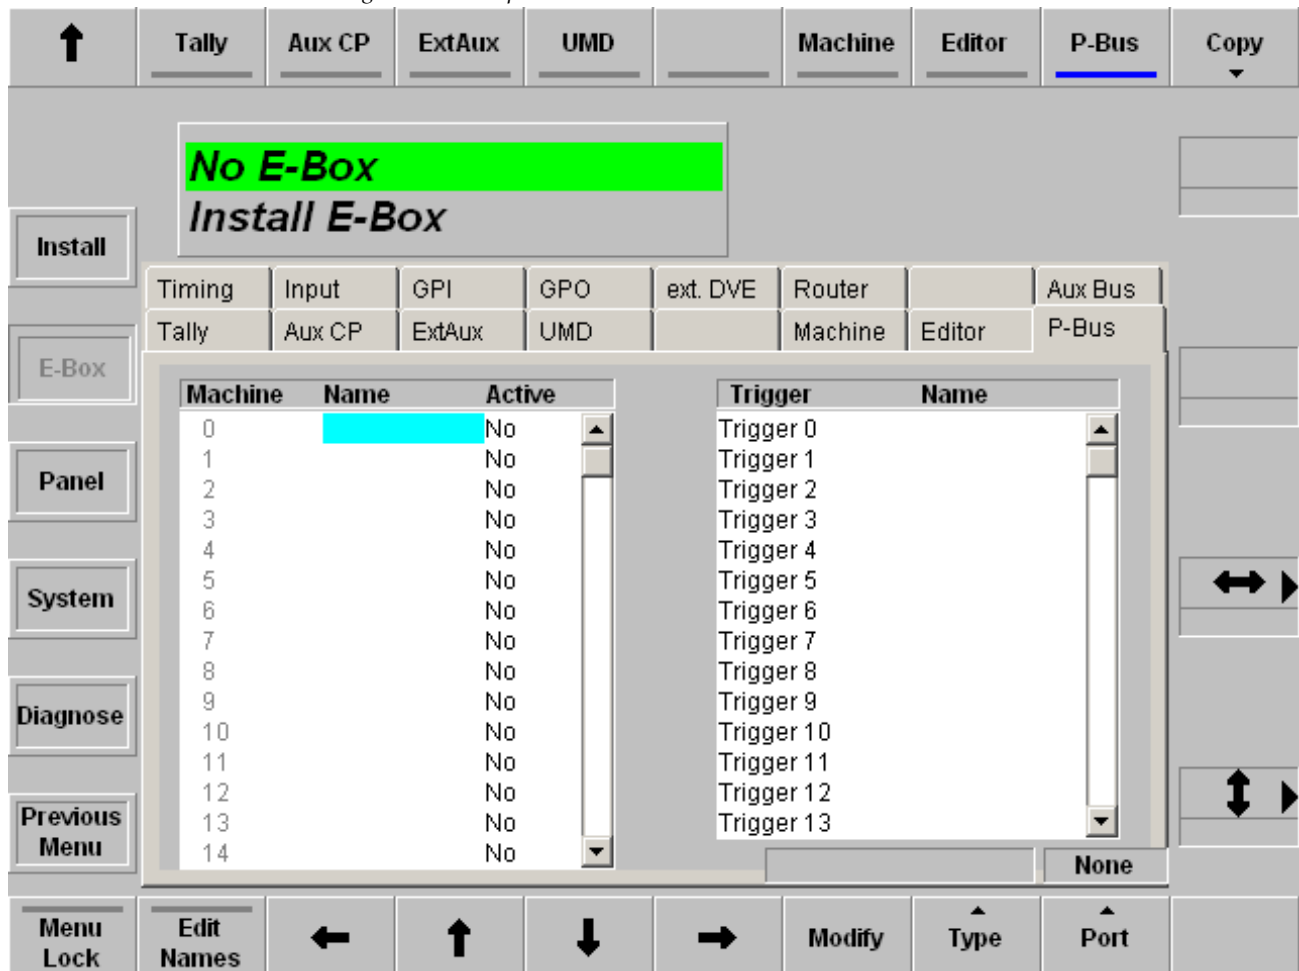 Tally Aux CP ExtAux UMD Machine Editor P-Bus Copy
No E-Box
Install E-Box
Install
E-Box
Panel
System
Diagnose
Previous
Menu
Timing Input GPI GPO ext. DVE Router Aux Bus
Tally Aux CP ExtAux UMD Machine Editor P-Bus
Machine Name Active
0 No
1 No
2 No
3 No
4 No
5 No
6 No
7 No
8 No
9 No
10 No
11 No
12 No
13 No
14 No
Trigger Name
Trigger 0
Trigger 1
Trigger 2
Trigger 3
Trigger 4
Trigger 5
Trigger 6
Trigger 7
Trigger 8
Trigger 9
Trigger 10
Trigger 11
Trigger 12
Trigger 13
None
Menu
Lock
Edit
Names
Modify
Type
Port